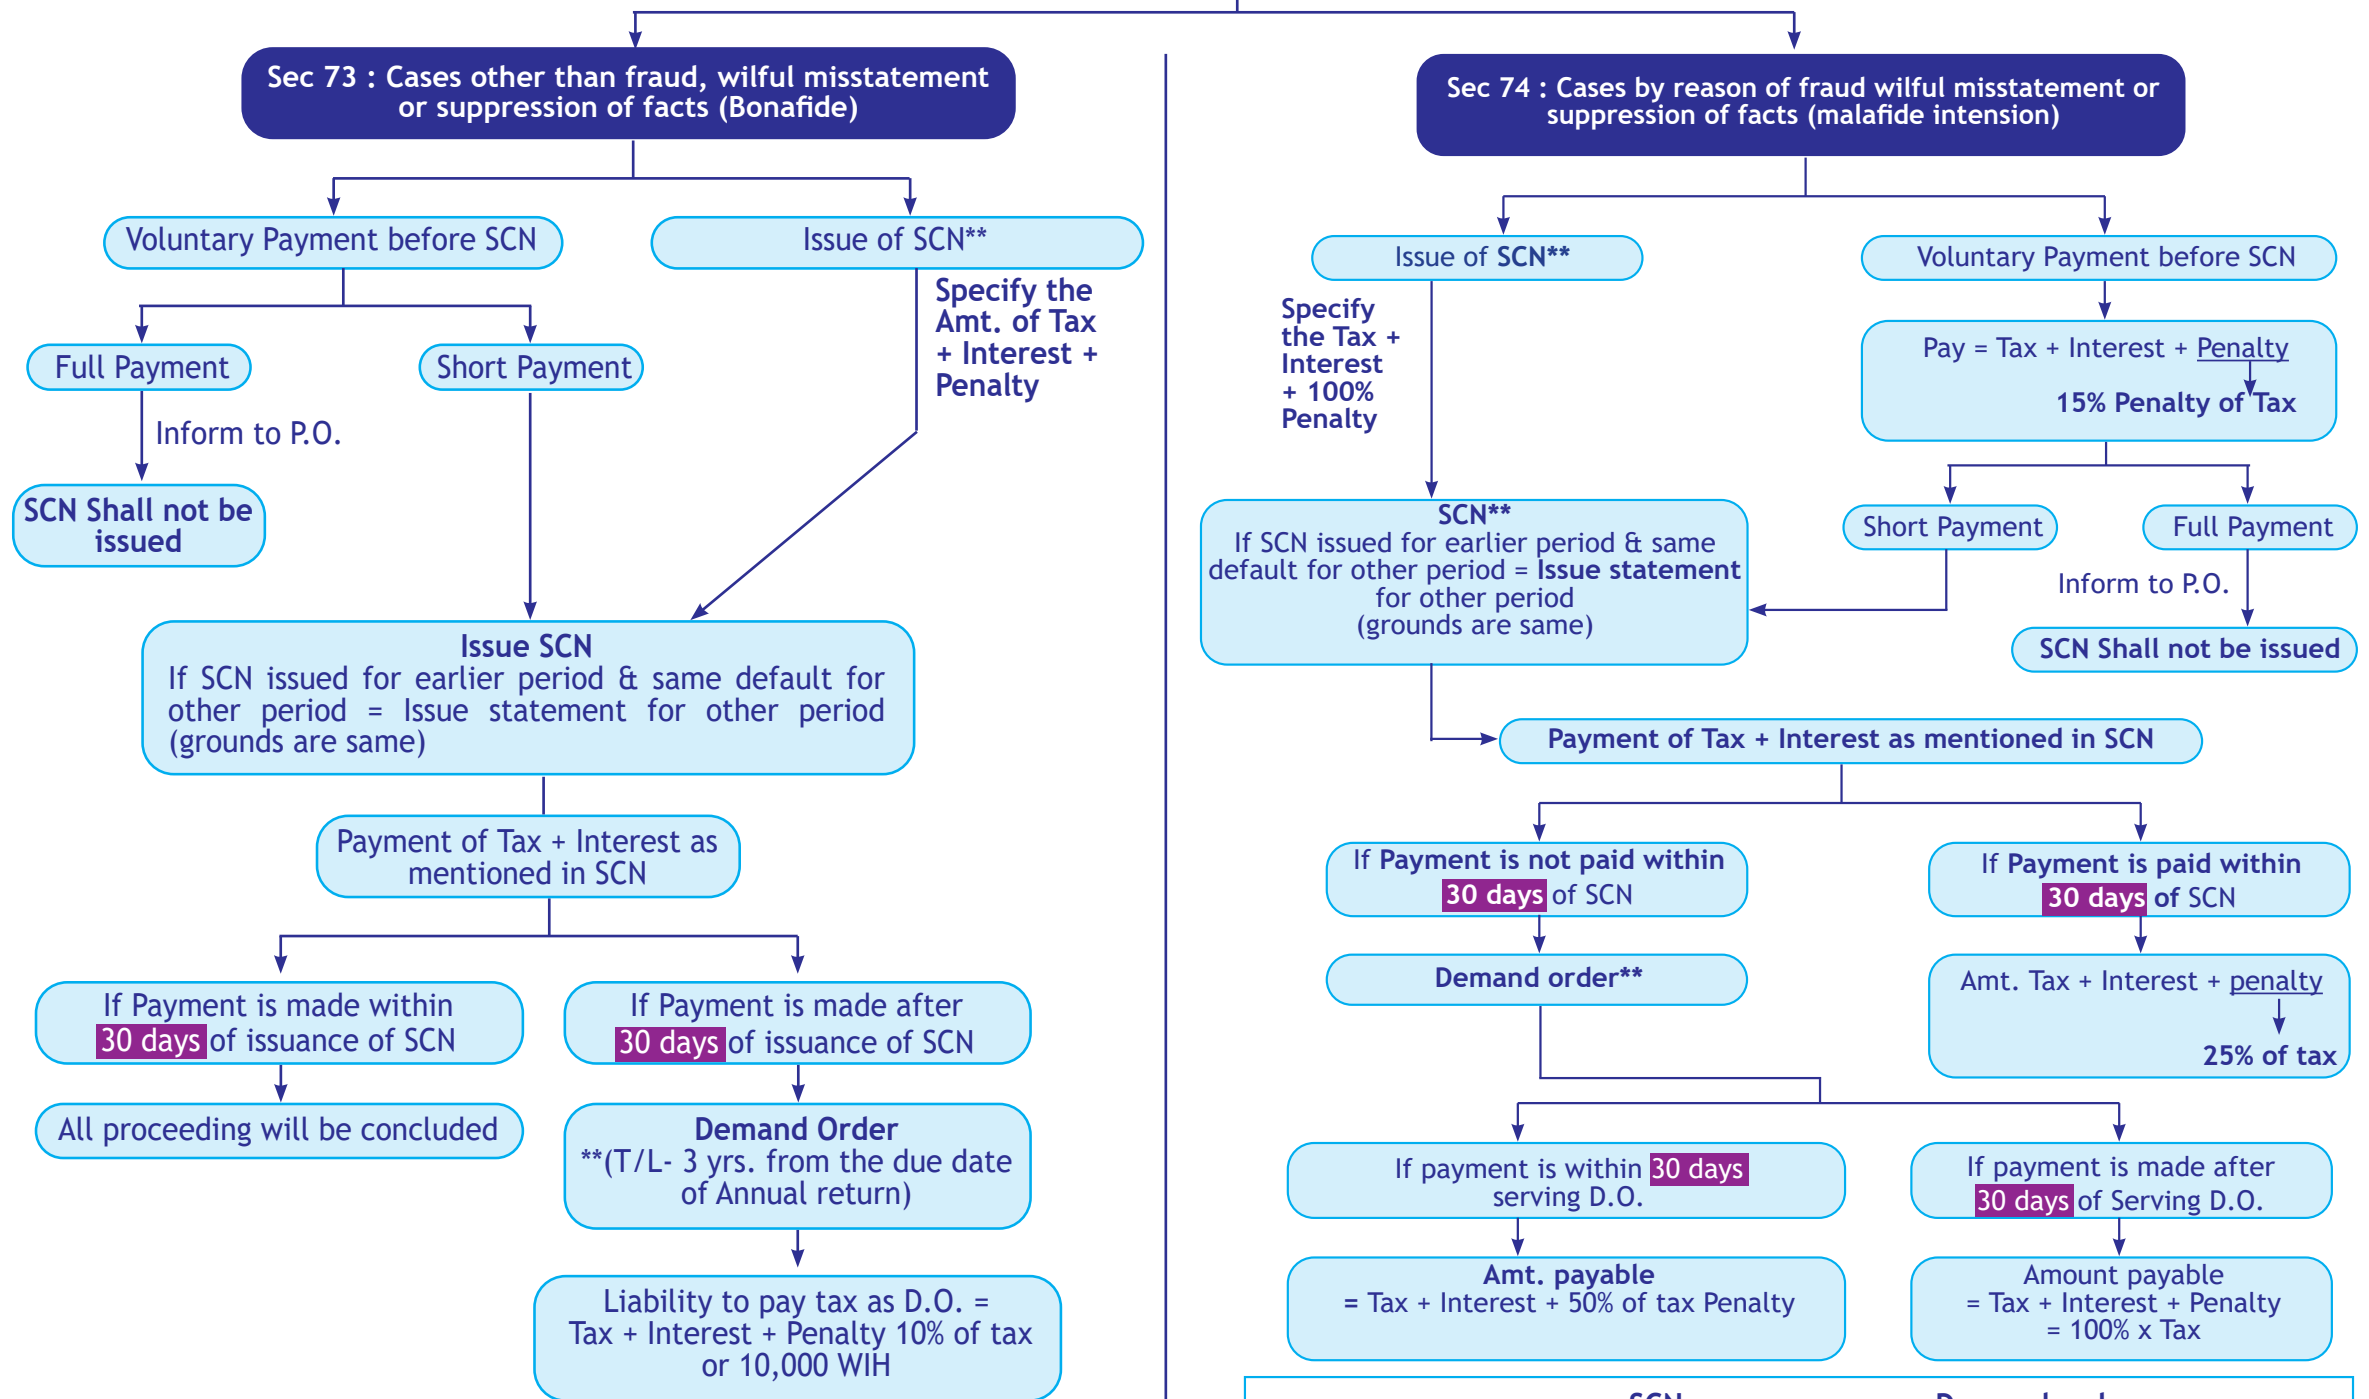 Sec 73 : Cases other than fraud, wilful misstatement
or suppression of facts (Bonafide)
Voluntary Payment before SCN
Issue of SCN**
Specify the
Amt. of Tax
+ Interest +
Penalty
Full Payment
Short Payment
Inform to P.O.
SCN Shall not be
issued
Issue SCN
If SCN issued for earlier period & same default for
other period = Issue statement for other period
(grounds are same)
Payment of Tax + Interest as
mentioned in SCN
If Payment is made within
30 days of issuance of SCN
If Payment is made after
30 days of issuance of SCN
All proceeding will be concluded
Demand Order
**(T/L- 3 yrs. from the due date
of Annual return)
Liability to pay tax as D.O. =
Tax + Interest + Penalty 10% of tax
or 10,000 WIH
Sec 74 : Cases by reason of fraud wilful misstatement or
suppression of facts (malafide intension)
Issue of SCN**
Voluntary Payment before SCN
Specify
the Tax +
Interest
+ 100%
Penalty
Pay = Tax + Interest + Penalty
15% Penalty of Tax
Short Payment
Full Payment
Inform to P.O.
SCN Shall not be issued
SCN**
If SCN issued for earlier period & same
default for other period = Issue statement
for other period
(grounds are same)
Payment of Tax + Interest as mentioned in SCN
If Payment is not paid within
30 days of SCN
If Payment is paid within
30 days of SCN
Demand order**
Amt. Tax + Interest + penalty
25% of tax
If payment is within 30 days
serving D.O.
If payment is made after
30 days of Serving D.O.
Amt. payable
= Tax + Interest + 50% of tax Penalty
Amount payable
= Tax + Interest + Penalty
= 100% x Tax